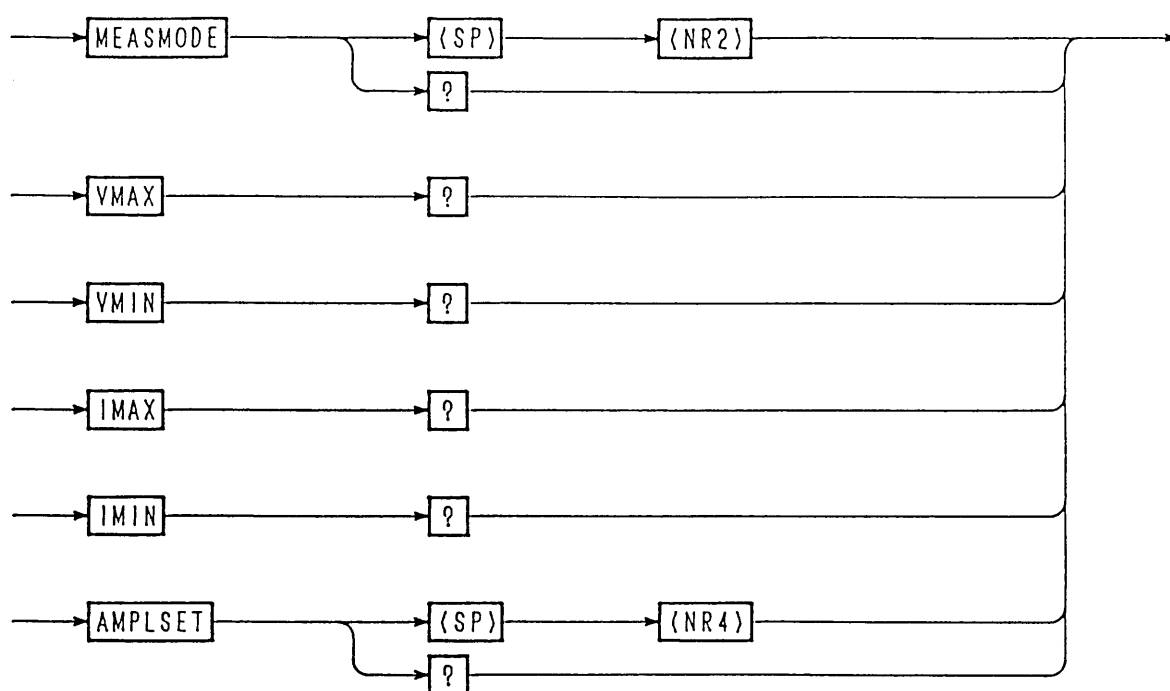 MEASMODE ⟨SP⟩ ⟨NR2⟩
?
VMAX ?
VMIN ?
IMAX ?
IMIN ?
AMPLSET ⟨SP⟩ ⟨NR4⟩
?